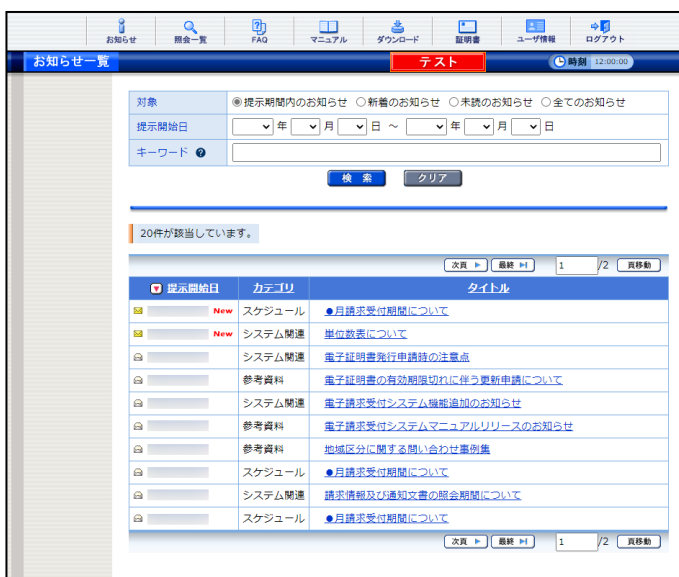 お知らせ 照会一覧 FAQ マニュアル ダウンロード 証明書 ユーザ情報 ログアウト
お知らせ一覧 テスト 時刻 12:00:00
対象 ◉提示期間内のお知らせ ○新着のお知らせ ○未読のお知らせ ○全てのお知らせ
提示開始日 年 月 日 ～ 年 月 日
キーワード ?
検 索 クリア
20件が該当しています。
次頁 最終 1 /2 頁移動
提示開始日 カテゴリ タイトル
New スケジュール ●月請求受付期間について
New システム関連 単位数表について
システム関連 電子証明書発行申請時の注意点
参考資料 電子証明書の有効期限切れに伴う更新申請について
システム関連 電子請求受付システム機能追加のお知らせ
参考資料 電子請求受付システムマニュアルリリースのお知らせ
参考資料 地域区分に関する問い合わせ事例集
スケジュール ●月請求受付期間について
システム関連 請求情報及び通知文書の照会期間について
スケジュール ●月請求受付期間について
次頁 最終 1 /2 頁移動